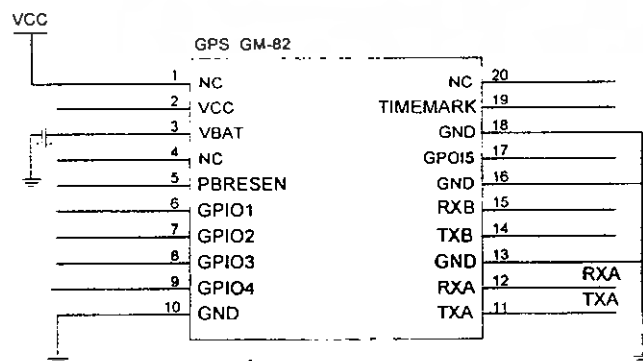 VCC
GPS GM-82
1 NC
2 VCC
3 VBAT
4 NC
5 PBRESEN
6 GPIO1
7 GPIO2
8 GPIO3
9 GPIO4
10 GND
NC 20
TIMEMARK 19
GND 18
GPOI5 17
GND 16
RXB 15
TXB 14
GND 13
RXA 12 RXA
TXA 11 TXA